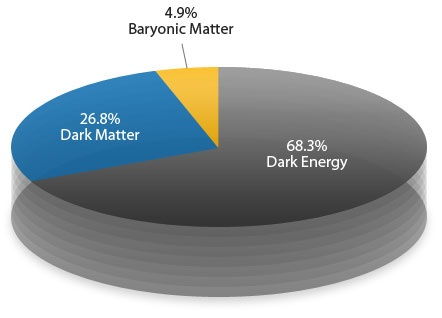 4.9%
Baryonic Matter
26.8%
Dark Matter
68.3%
Dark Energy